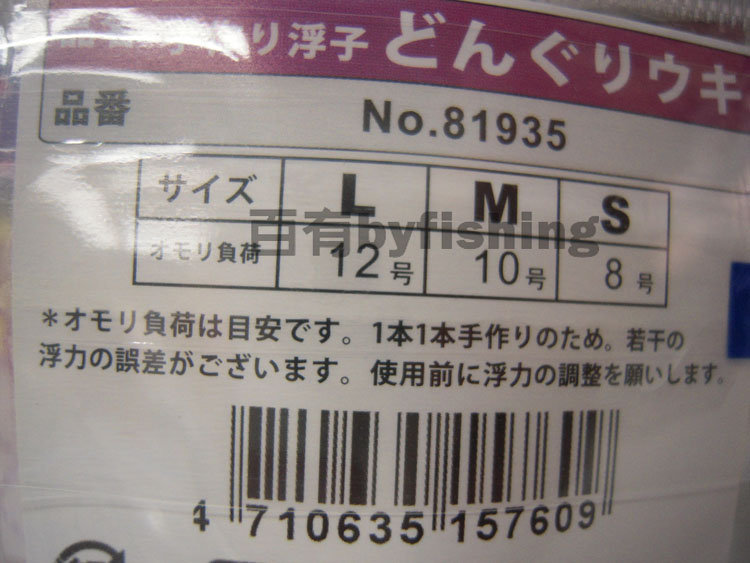 り 浮子 どんぐりウキ
品番 No.81935
サイズ L M S
百有byfishing
オモリ負荷 12号 10号 8号
*オモリ負荷は目安です。1本1本手作りのため。若干の
浮力の誤差がございます。使用前に浮力の調整を願いします。
4 710635 157609